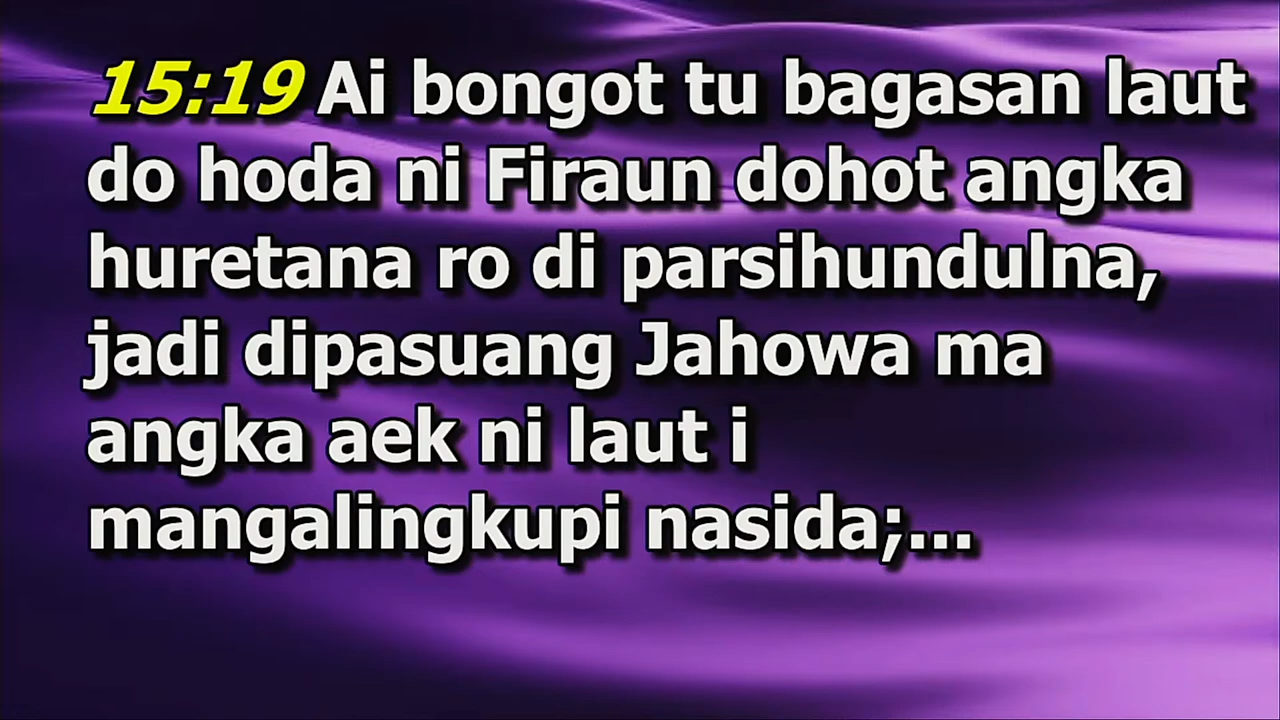 15:19 Ai bongot tu bagasan laut
do hoda ni Firaun dohot angka
huretana ro di parsihundulna,
jadi dipasuang Jahowa ma
angka aek ni laut i
mangalingkupi nasida;...